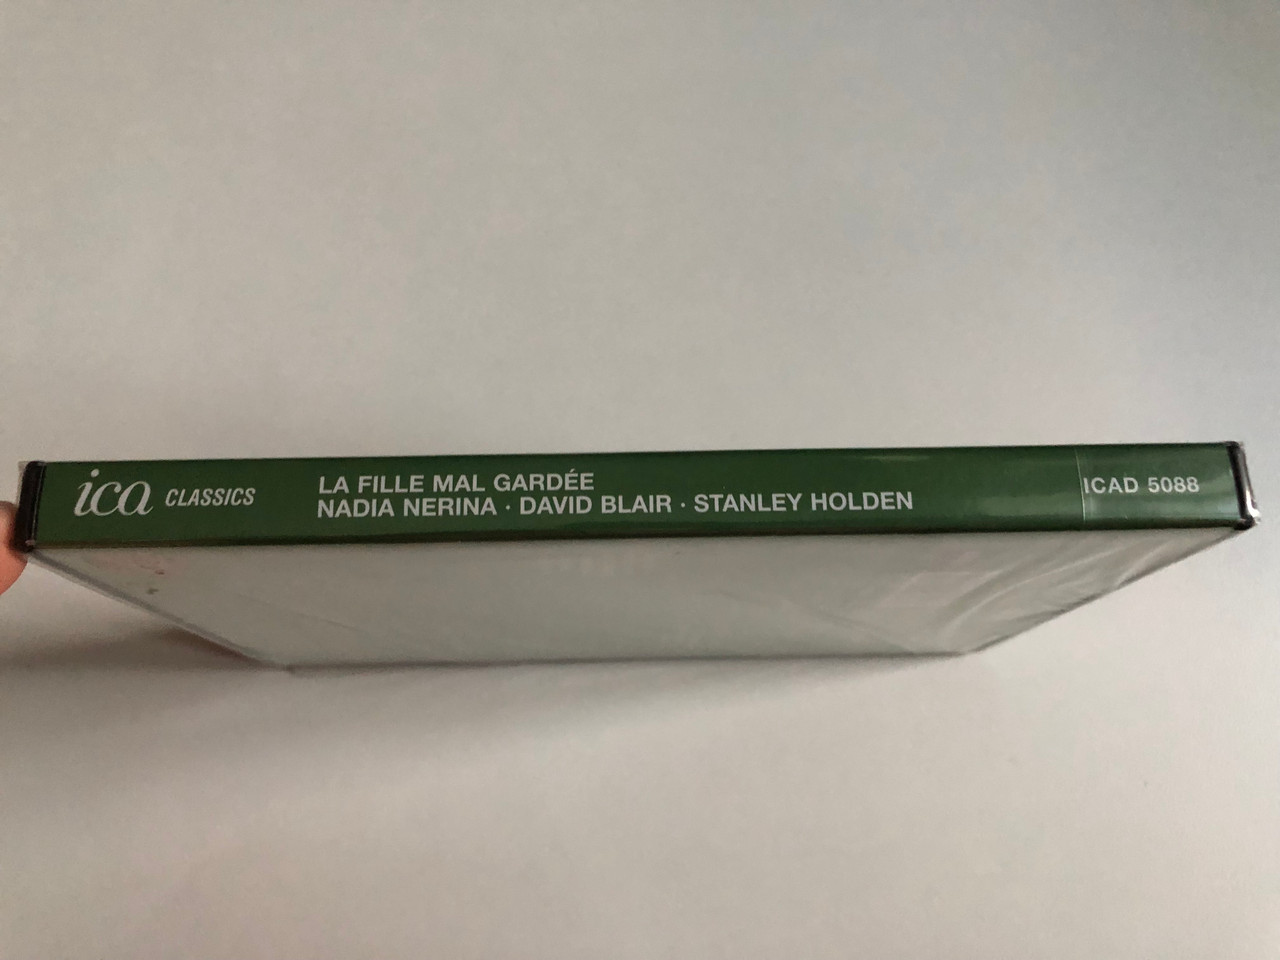 ica CLASSICS
LA FILLE MAL GARDÉE
NADIA NERINA · DAVID BLAIR · STANLEY HOLDEN
ICAD 5088